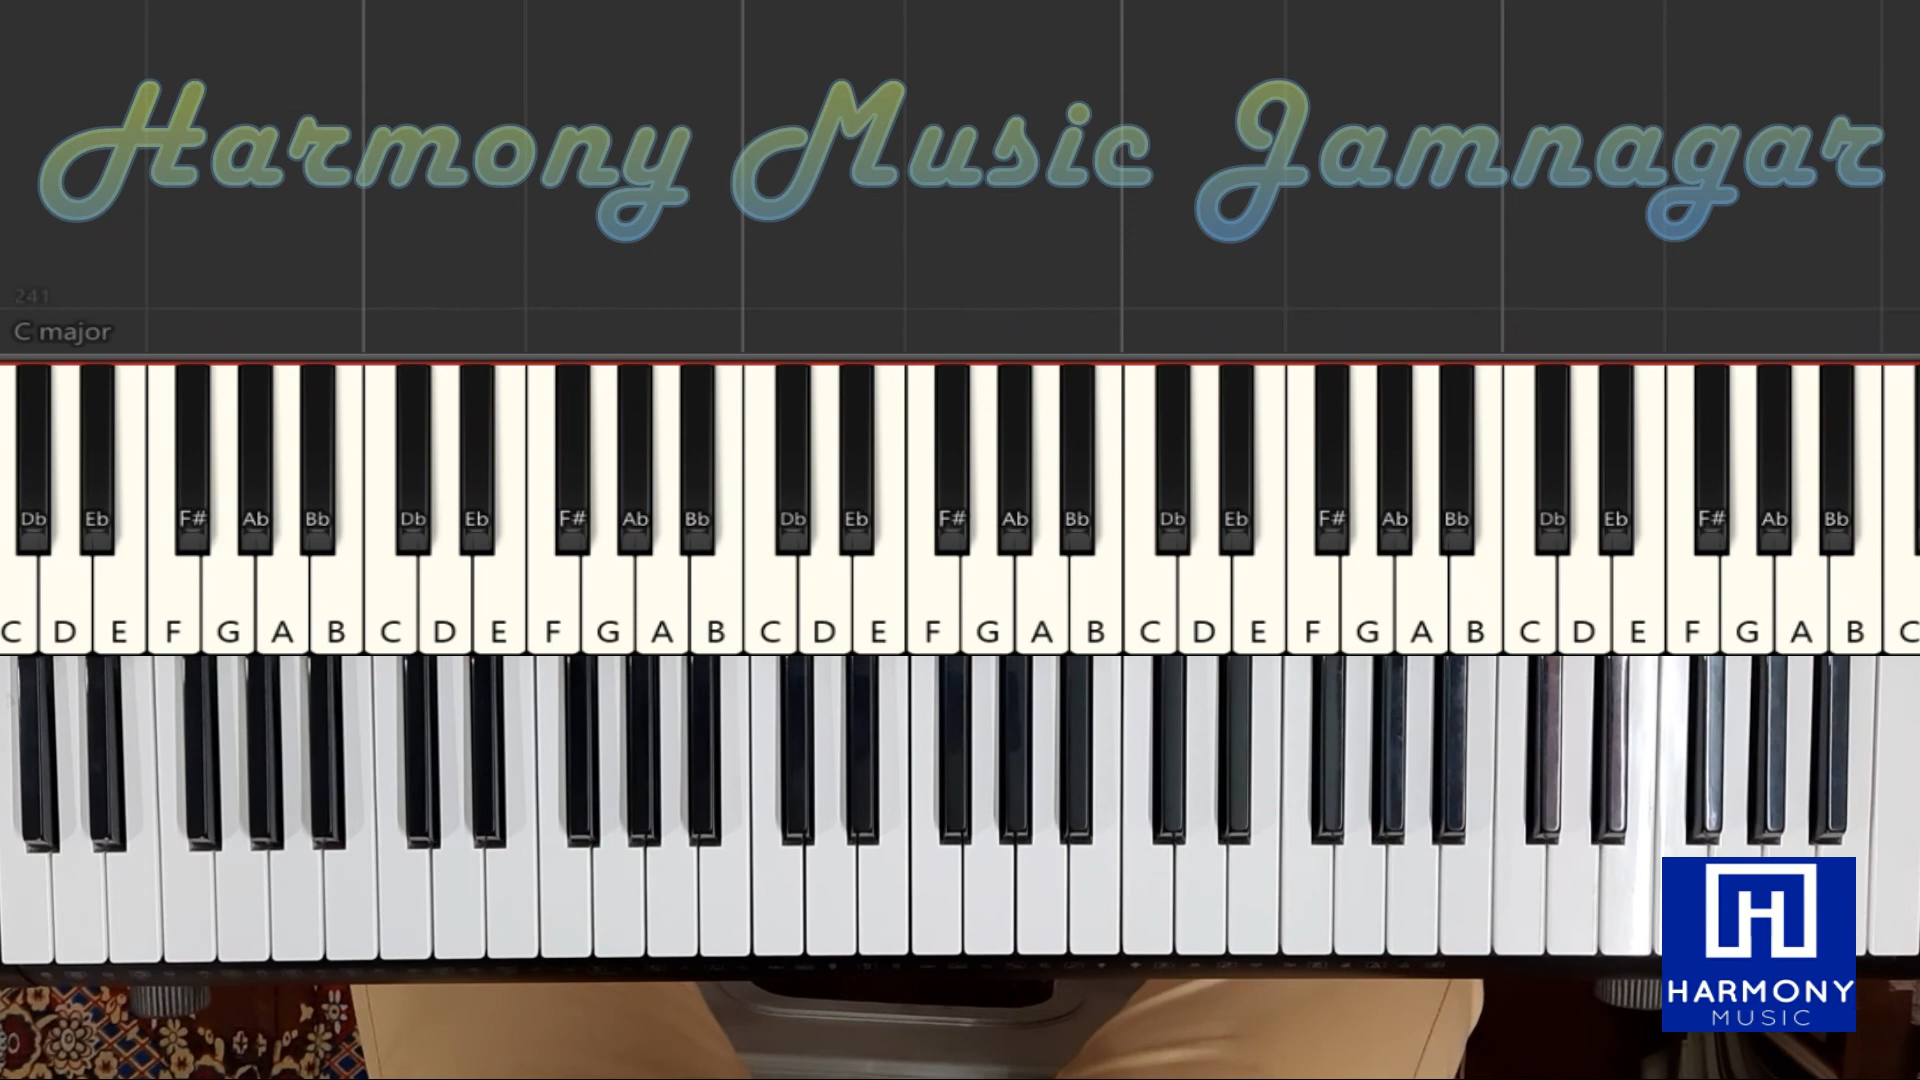 Harmony Music Jamnagar
241
C major
Db Eb F# Ab Bb Db Eb F# Ab Bb Db Eb F# Ab Bb Db Eb F# Ab Bb Db Eb F# Ab Bb
C D E F G A B C D E F G A B C D E F G A B C D E F G A B C D E F G A B C
HARMONY
MUSIC